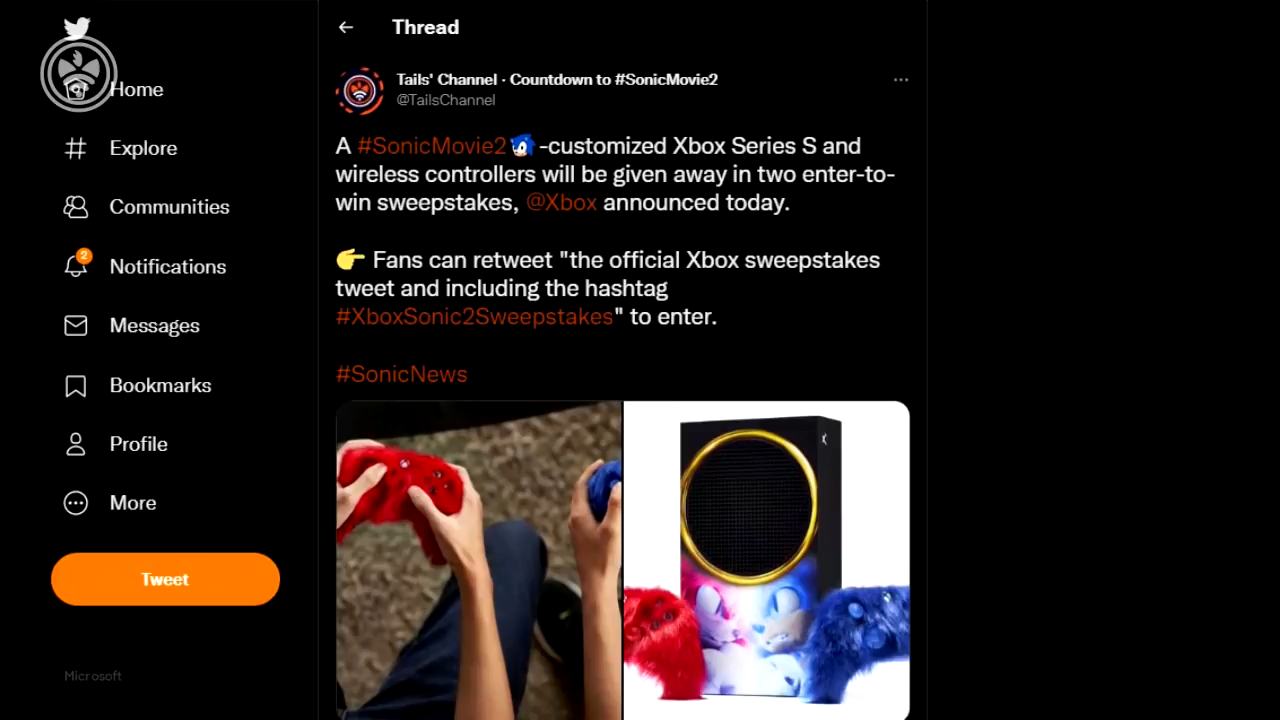 Thread
Tails' Channel · Countdown to #SonicMovie2
@TailsChannel
A #SonicMovie2 -customized Xbox Series S and
wireless controllers will be given away in two enter-to-
win sweepstakes, @Xbox announced today.
Fans can retweet "the official Xbox sweepstakes
tweet and including the hashtag
#XboxSonic2Sweepstakes" to enter.
#SonicNews
Home
Explore
Communities
2
Notifications
Messages
Bookmarks
Profile
More
Tweet
Microsoft